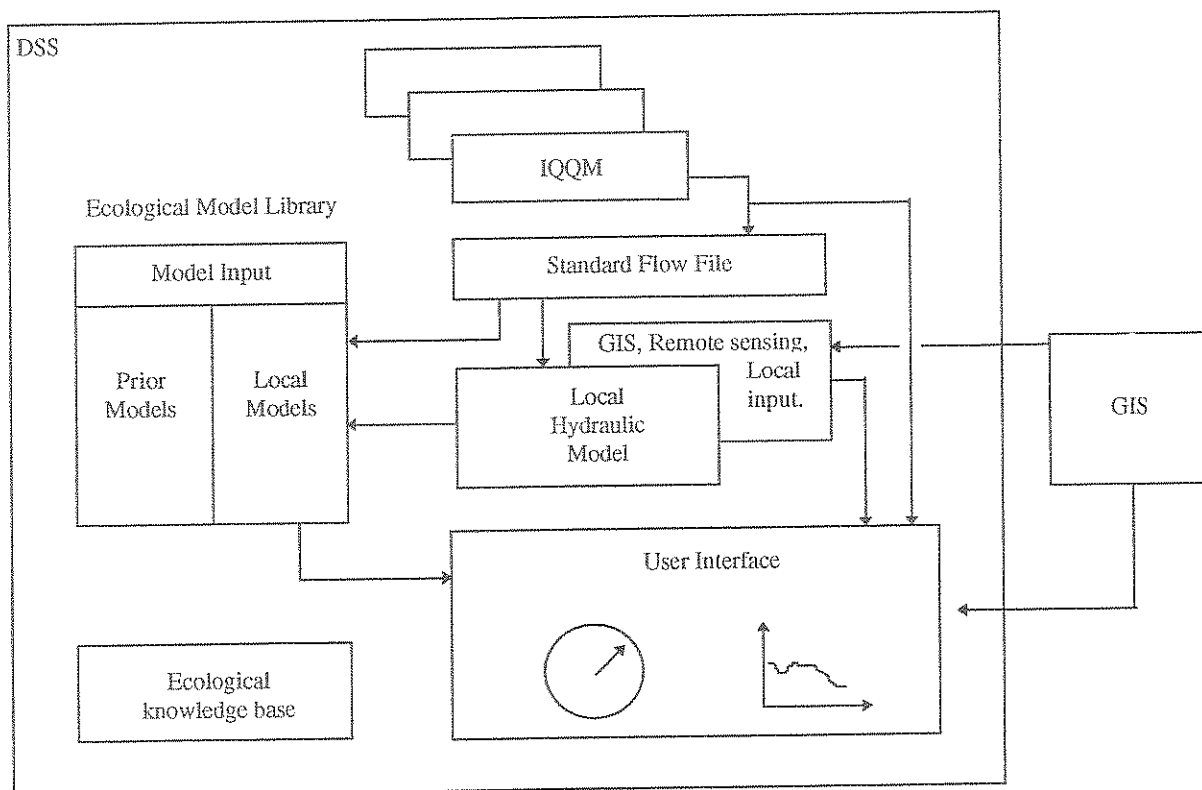 DSS
IQQM
Ecological Model Library
Model Input
Standard Flow File
Prior
Models
Local
Models
GIS, Remote sensing,
Local
input.
Local
Hydraulic
Model
GIS
User Interface
Ecological
knowledge base